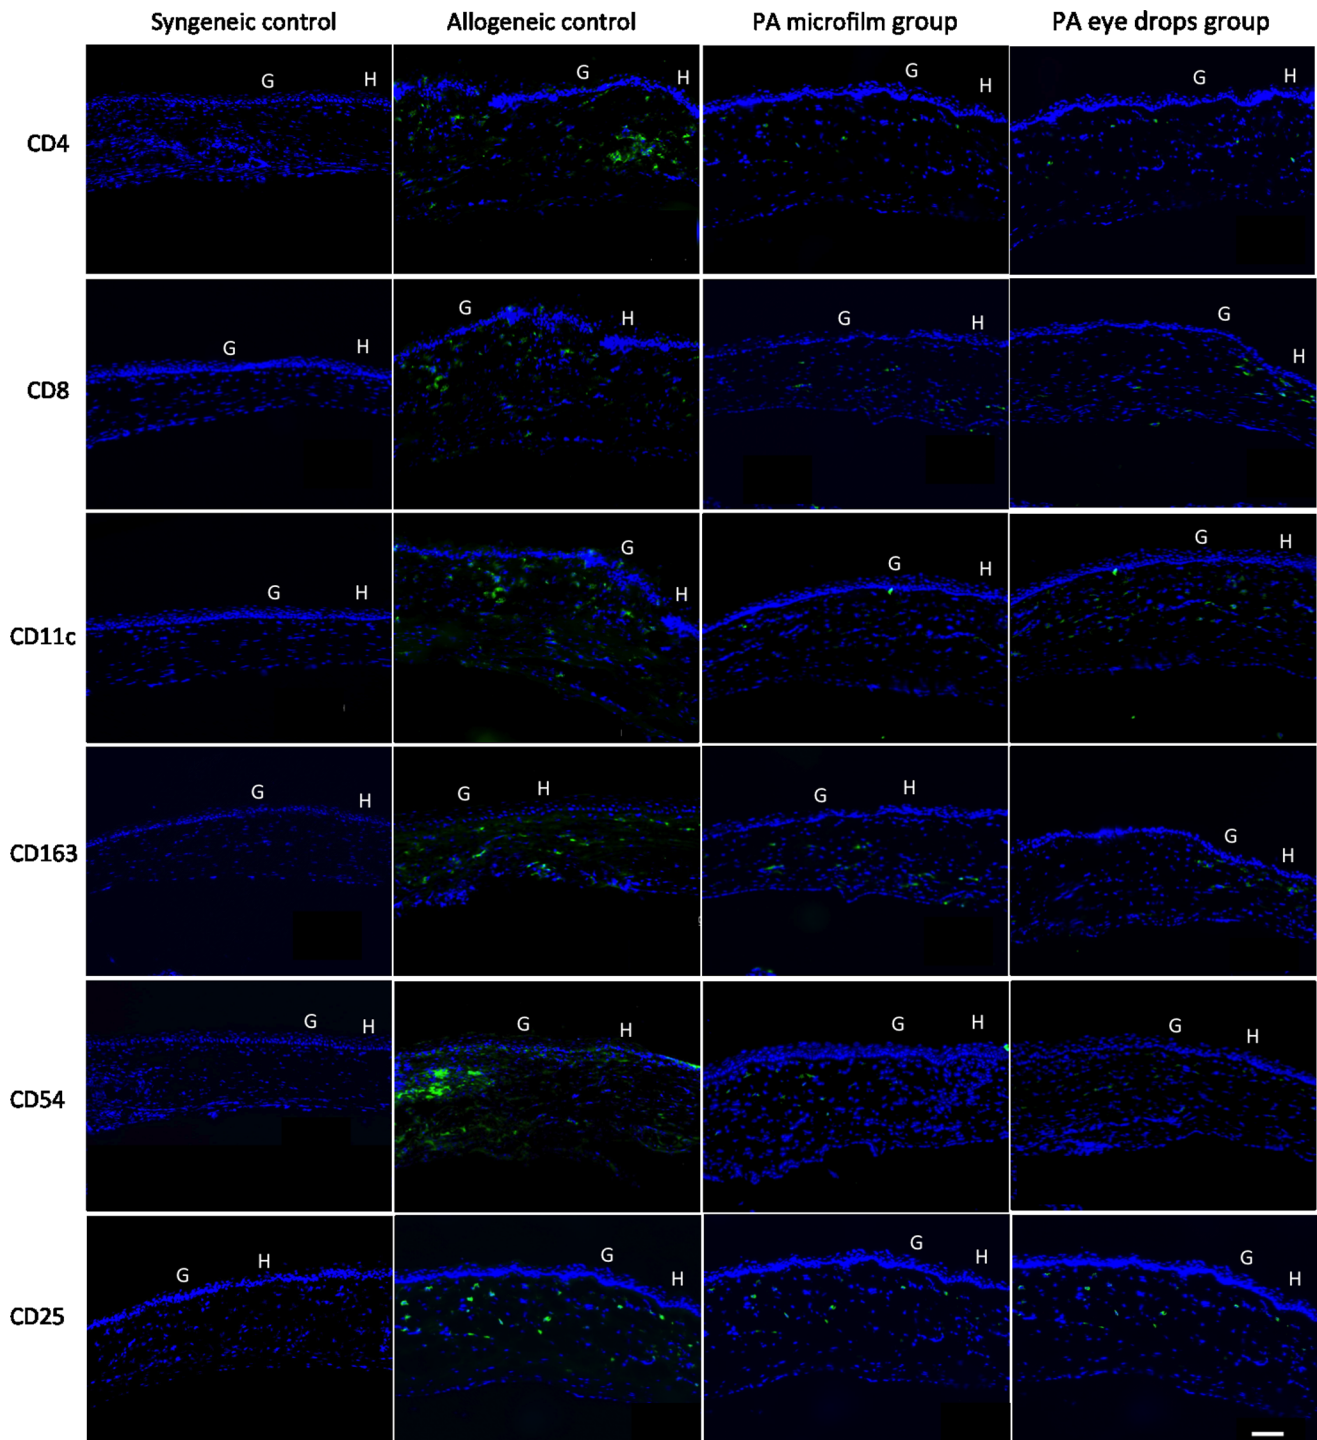 Syngeneic control Allogeneic control PA microfilm group PA eye drops group
CD4 G H G H G H G H
CD8 G H G H G H G H
CD11c G H G H G H G H
CD163 G H G H G H G H
CD54 G H G H G H G H
CD25 G H G H G H G H